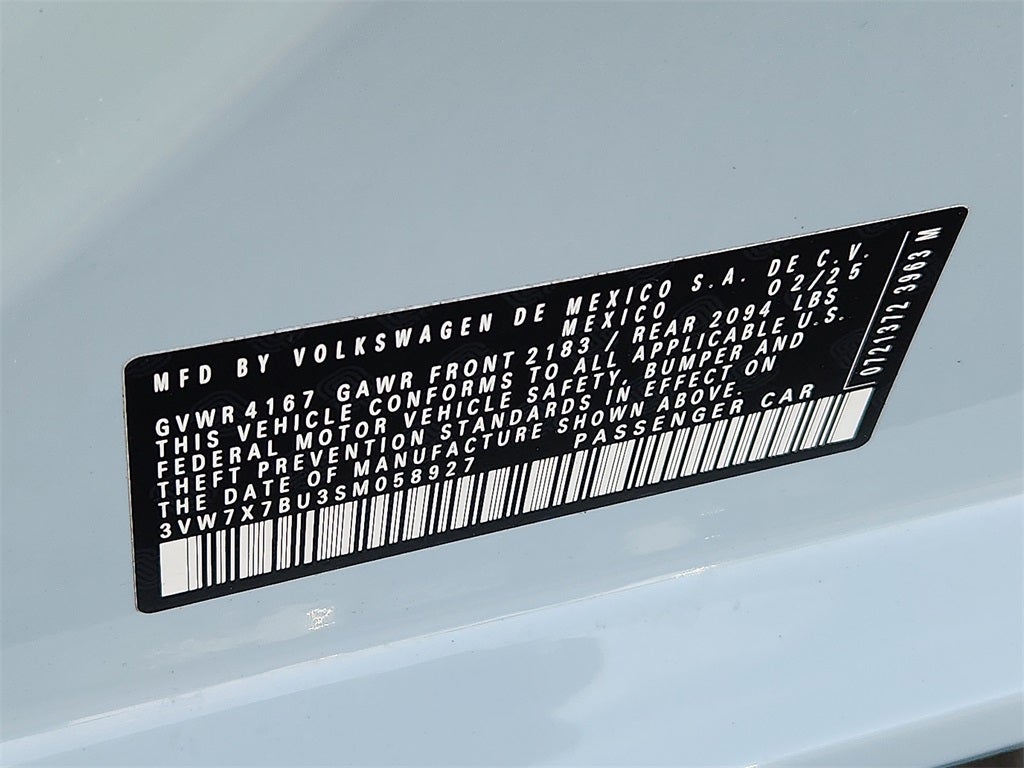 MFD BY VOLKSWAGEN DE MEXICO S.A. DE C.V.
MEXICO 02/25
GVWR 4167 GAWR FRONT 2183 / REAR 2094 LBS
THIS VEHICLE CONFORMS TO ALL APPLICABLE U.S.
FEDERAL MOTOR VEHICLE SAFETY, BUMPER AND
THEFT PREVENTION STANDARDS IN EFFECT ON
THE DATE OF MANUFACTURE SHOWN ABOVE.
3VW7X7BU3SM058927 PASSENGER CAR
0721372 3963 M